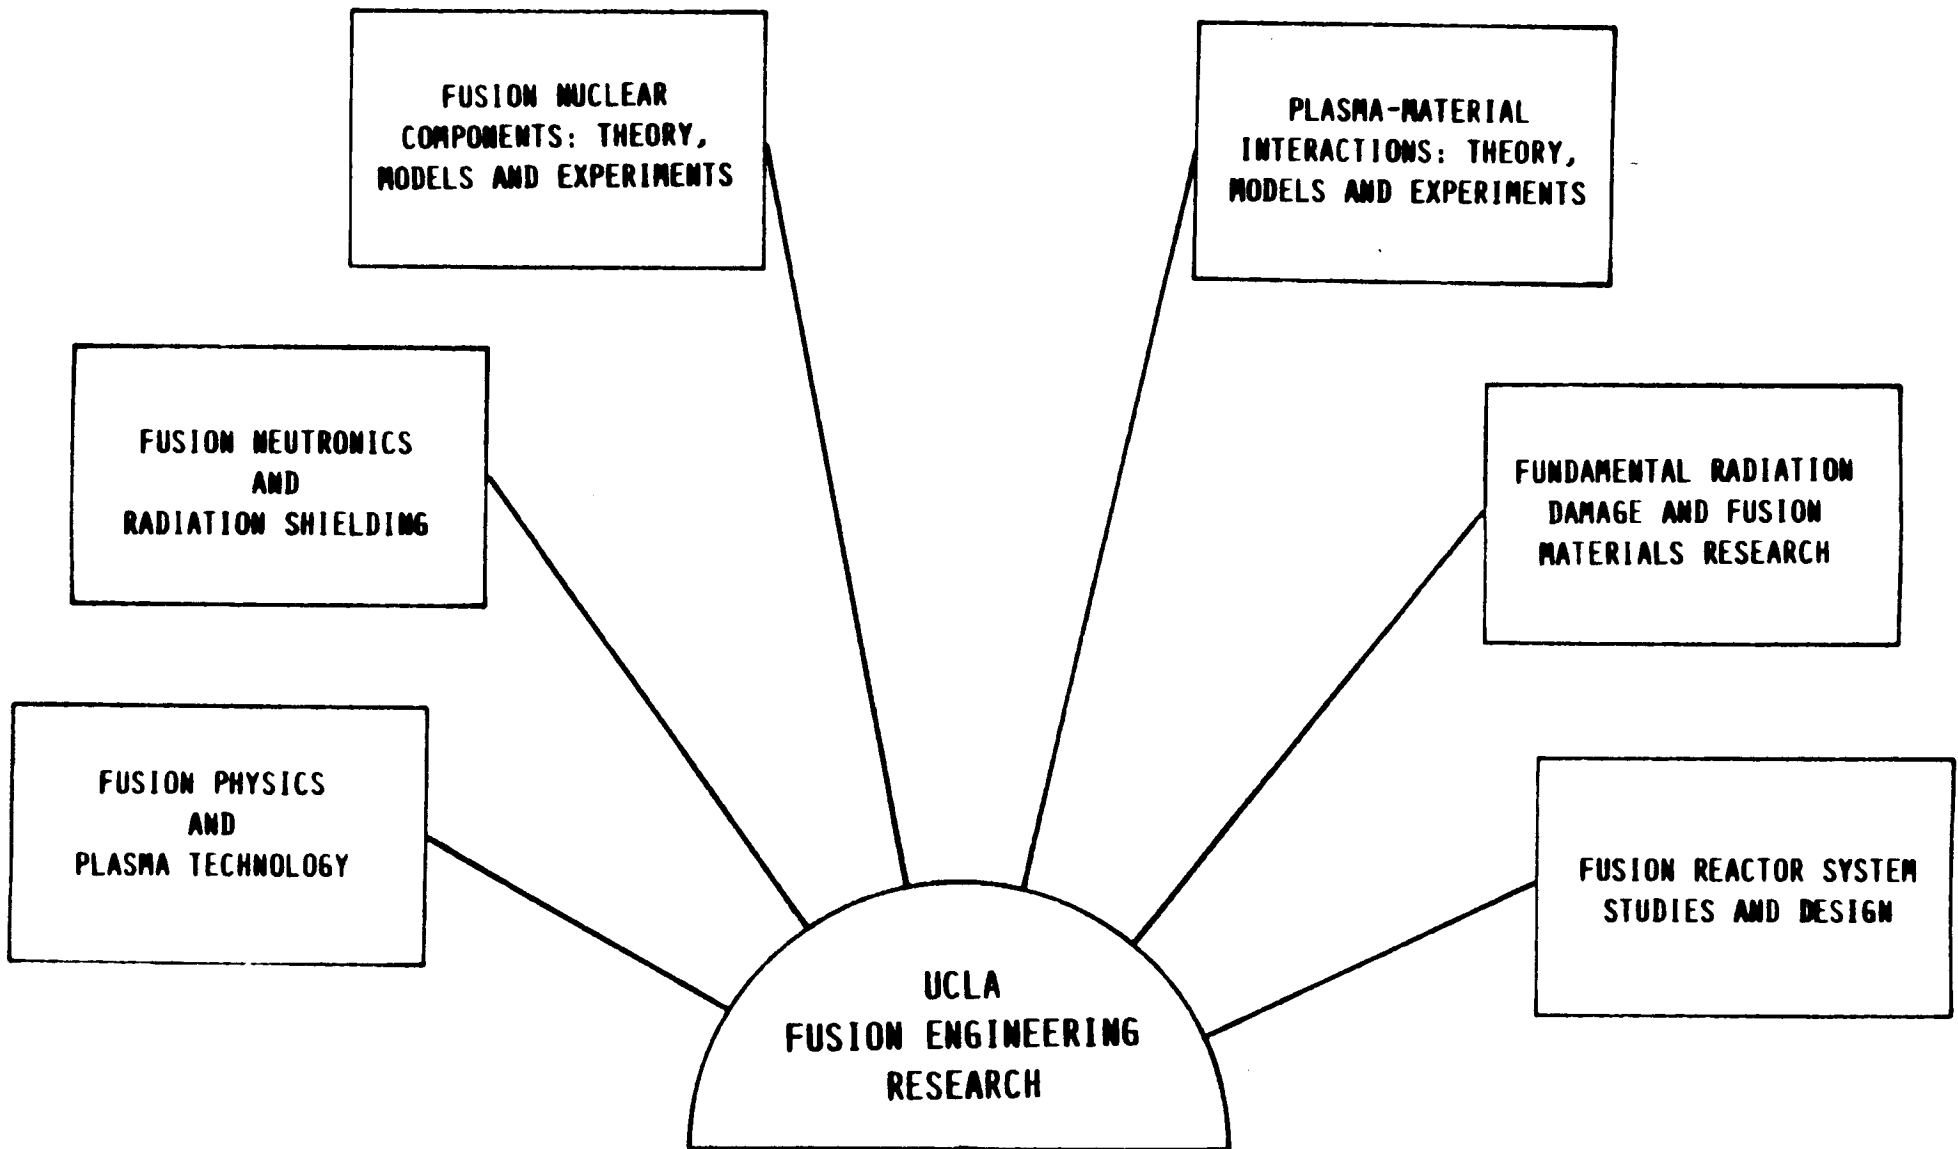 FUSION NUCLEAR
COMPONENTS: THEORY,
MODELS AND EXPERIMENTS
PLASMA-MATERIAL
INTERACTIONS: THEORY,
MODELS AND EXPERIMENTS
FUSION NEUTRONICS
AND
RADIATION SHIELDING
FUNDAMENTAL RADIATION
DAMAGE AND FUSION
MATERIALS RESEARCH
FUSION PHYSICS
AND
PLASMA TECHNOLOGY
FUSION REACTOR SYSTEM
STUDIES AND DESIGN
UCLA
FUSION ENGINEERING
RESEARCH